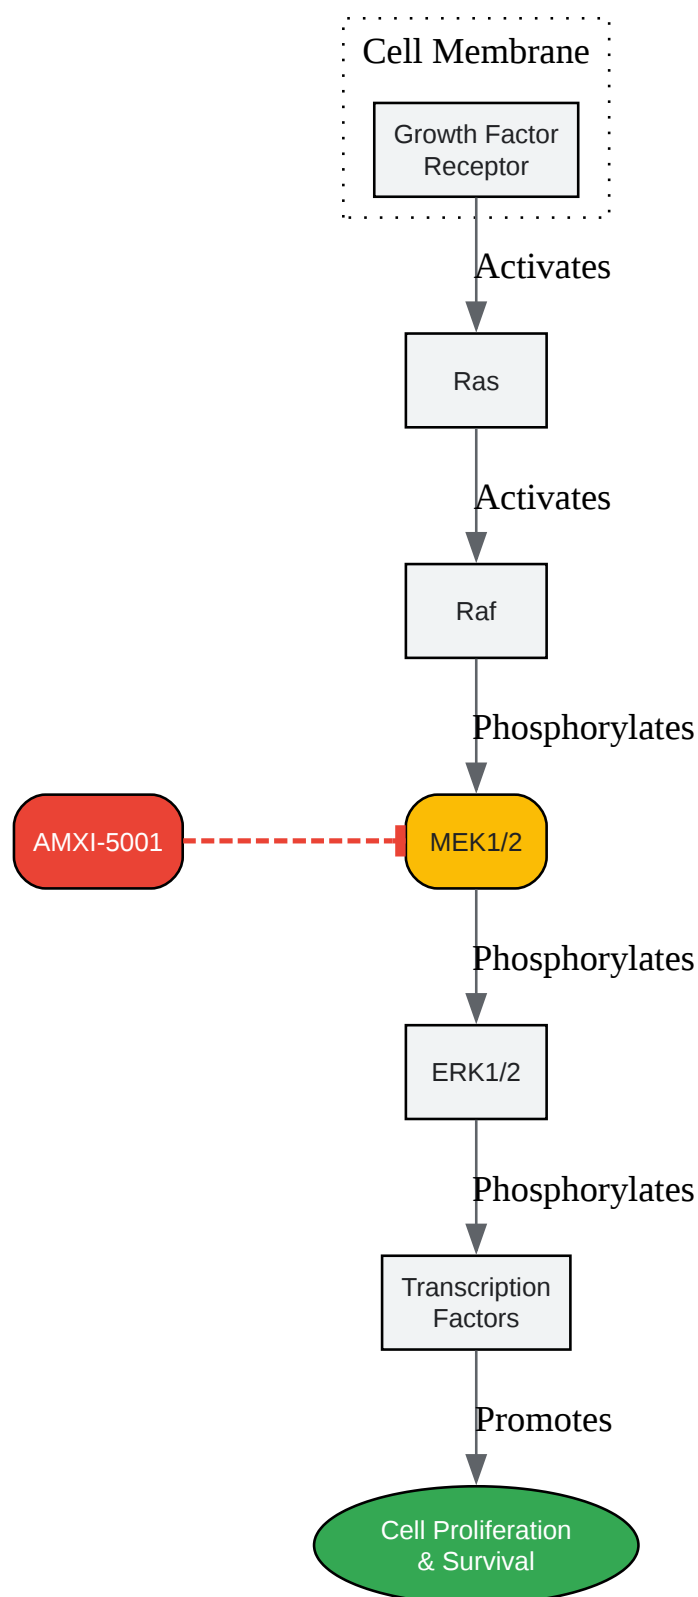 Cell Membrane
Growth Factor
Receptor
Activates
Ras
Activates
Raf
Phosphorylates
AMXI-5001
MEK1/2
Phosphorylates
ERK1/2
Phosphorylates
Transcription
Factors
Promotes
Cell Proliferation
& Survival